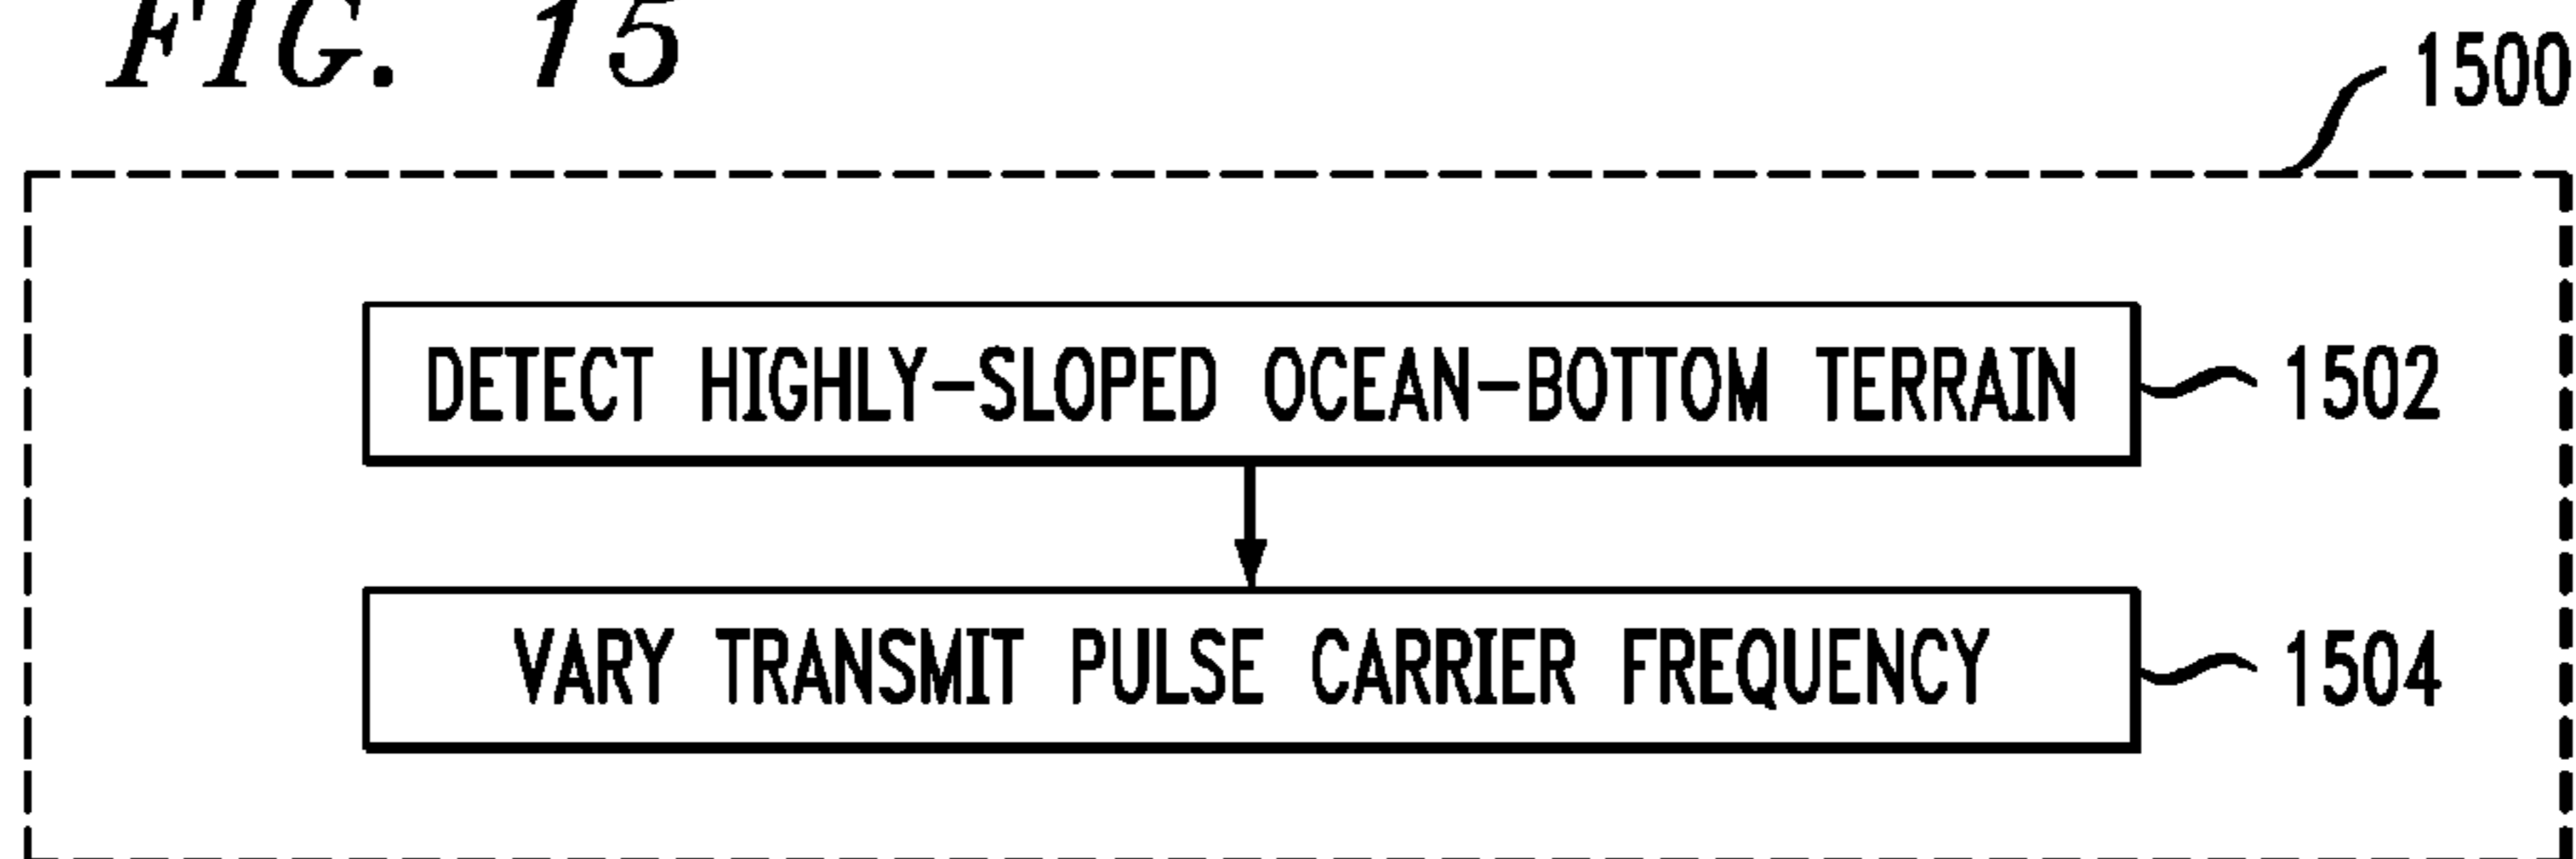 FIG. 15
1500
DETECT HIGHLY-SLOPED OCEAN-BOTTOM TERRAIN
1502
VARY TRANSMIT PULSE CARRIER FREQUENCY
1504